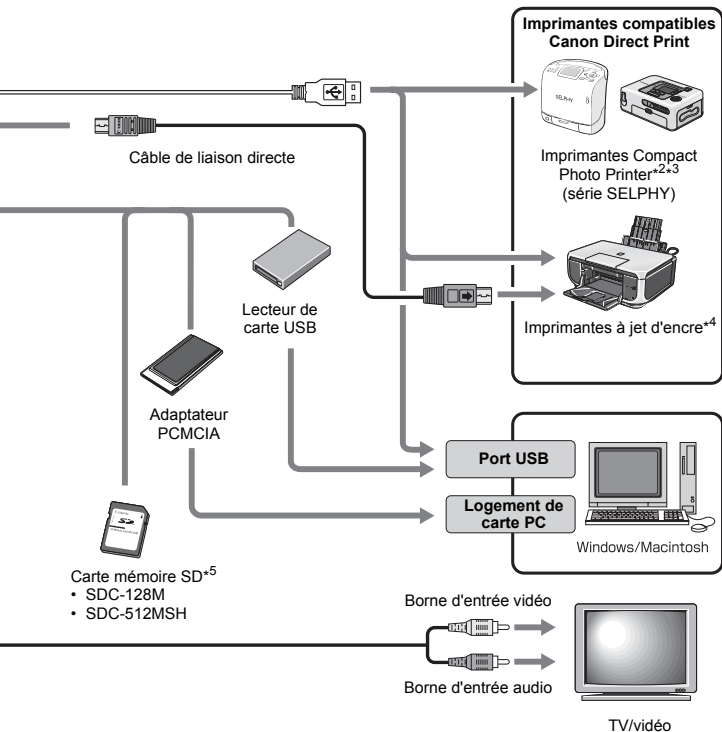 Imprimantes compatibles
Canon Direct Print
SELPHY
Câble de liaison directe
Imprimantes Compact
Photo Printer*2*3
(série SELPHY)
Lecteur de
carte USB
Imprimantes à jet d'encre*4
Adaptateur
PCMCIA
Port USB
Logement de
carte PC
Windows/Macintosh
Carte mémoire SD*5
• SDC-128M
• SDC-512MSH
Borne d'entrée vidéo
Borne d'entrée audio
TV/vidéo